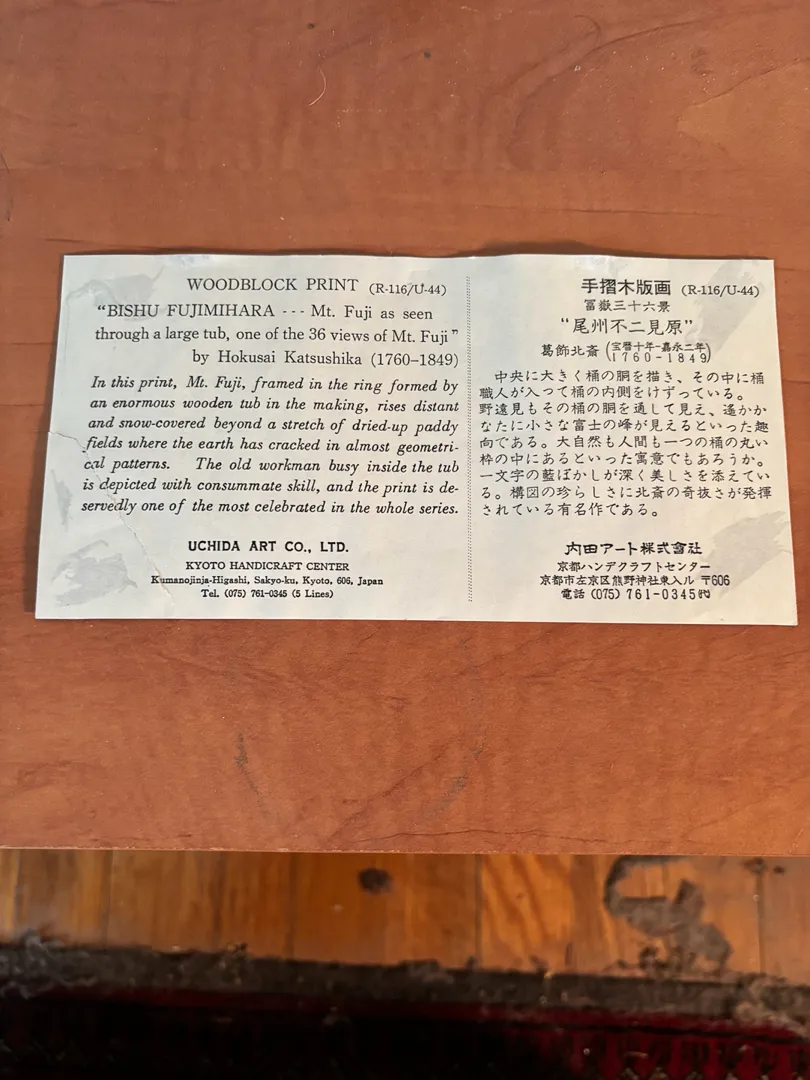 WOODBLOCK PRINT (R-116/U-44)
“BISHU FUJIMIHARA --- Mt. Fuji as seen
through a large tub, one of the 36 views of Mt. Fuji”
by Hokusai Katsushika (1760–1849)
In this print, Mt. Fuji, framed in the ring formed by
an enormous wooden tub in the making, rises distant
and snow-covered beyond a stretch of dried-up paddy
fields where the earth has cracked in almost geometri-
cal patterns. The old workman busy inside the tub
is depicted with consummate skill, and the print is de-
servedly one of the most celebrated in the whole series.
UCHIDA ART CO., LTD.
KYOTO HANDICRAFT CENTER
Kumanojinja-Higashi, Sakyo-ku, Kyoto, 606, Japan
Tel. (075) 761-0345 (5 Lines)
手摺木版画 (R-116/U-44)
冨嶽三十六景
“尾州不二見原”
葛飾北斎 (宝暦十年-嘉永二年
1760-1849)
中央に大きく桶の胴を描き、その中に桶
職人が入つて桶の内側をけずっている。
野遠見もその桶の胴を通して見え、遙かか
なたに小さな富士の峰が見えるといった趣
向である。大自然も人間も一つの桶の丸い
枠の中にあるといった寓意でもあろうか。
一文字の藍ぼかしが深く美しさを添えてい
る。構図の珍らしさに北斎の奇抜さが発揮
されている有名作である。
内田アート株式會社
京都ハンデクラフトセンター
京都市左京区熊野神社東入ル 〒606
電話 (075) 761-0345㈹